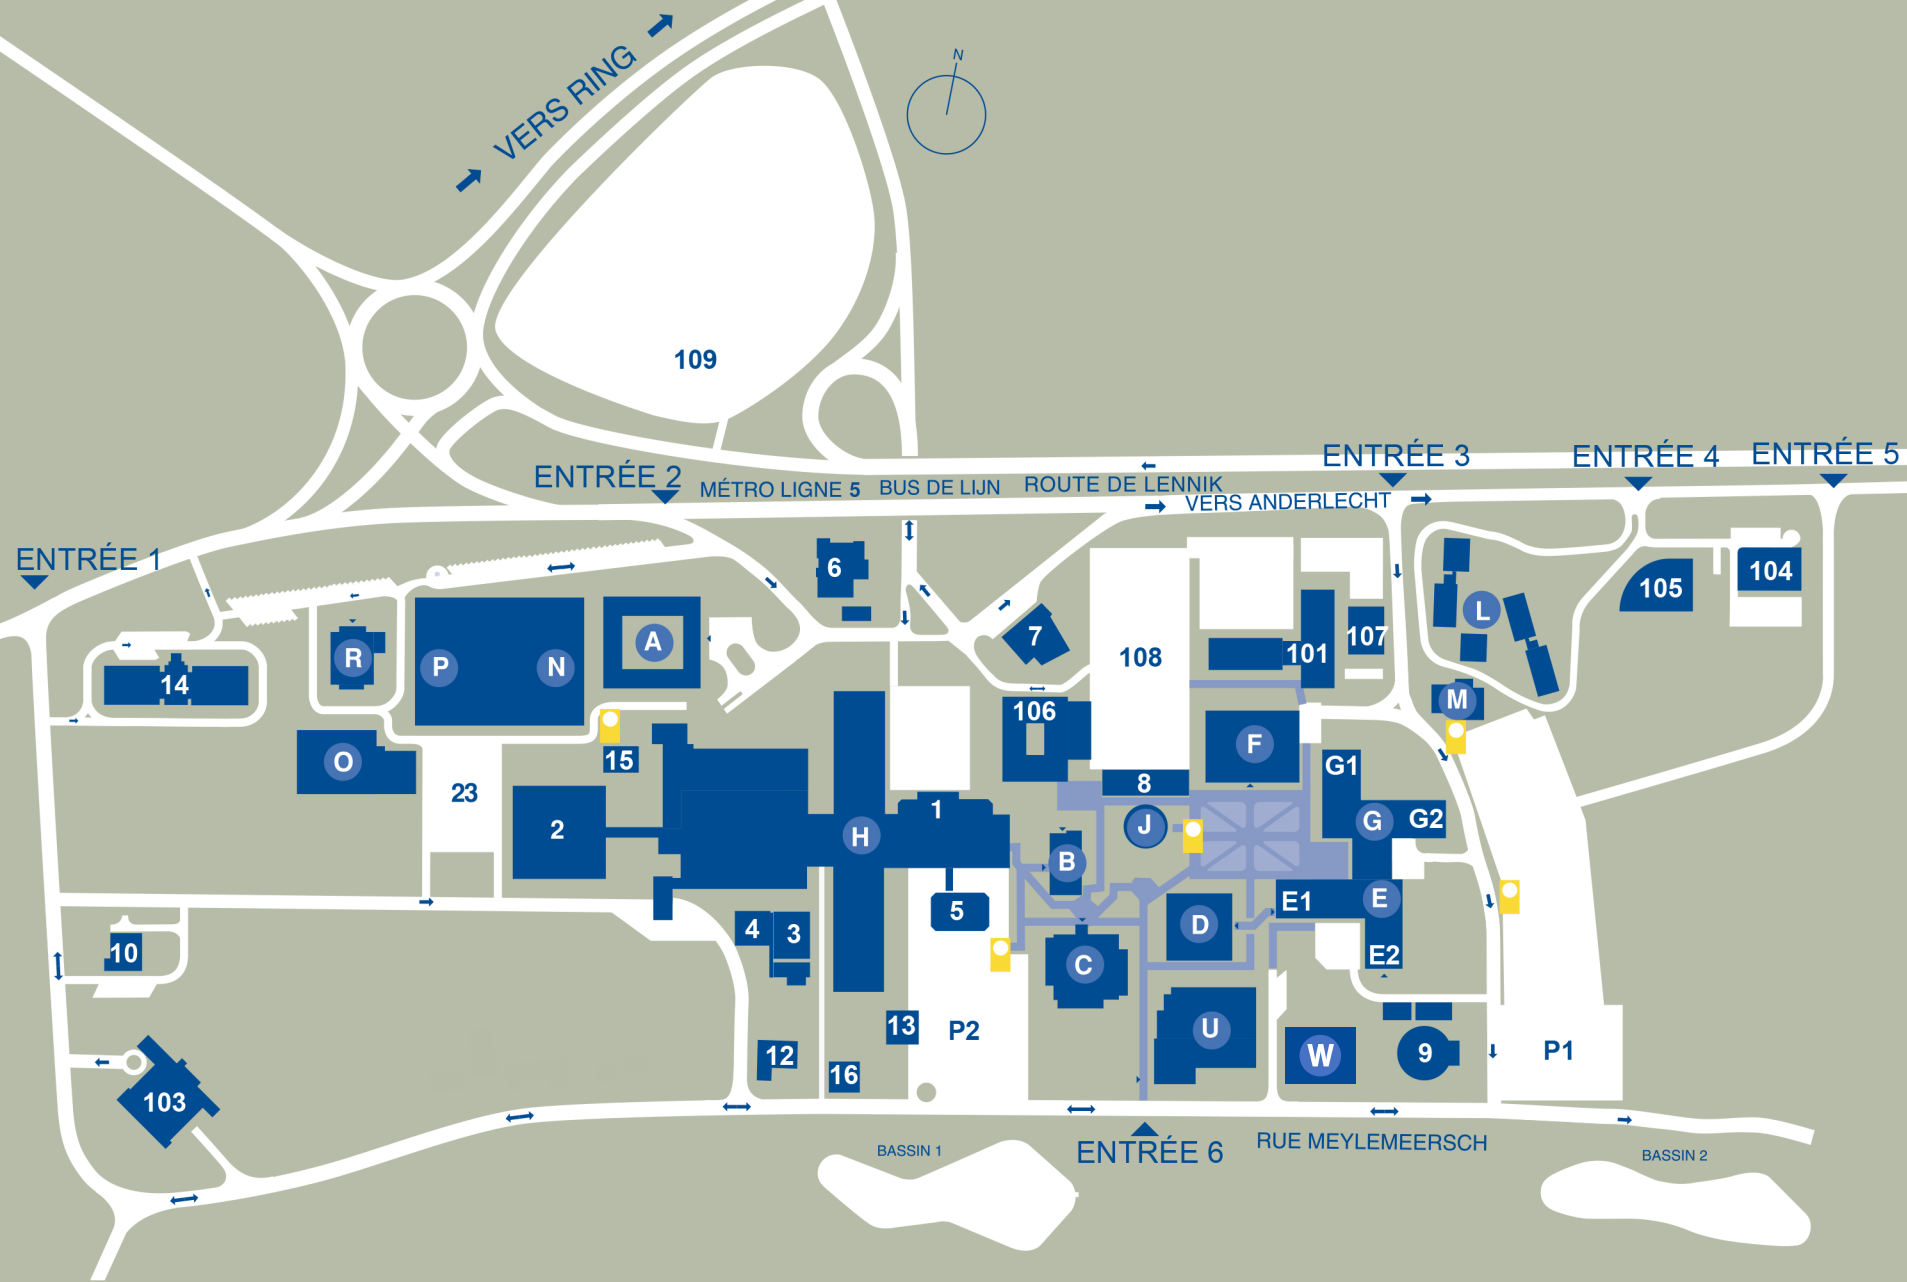 N
VERS RING
109
ENTRÉE 3
ENTRÉE 4
ENTRÉE 5
ENTRÉE 2
MÉTRO LIGNE 5
BUS DE LIJN
ROUTE DE LENNIK
VERS ANDERLECHT
ENTRÉE 1
6
105
104
L
7
107
101
108
R
P
N
A
14
M
106
O
15
F
G1
23
8
2
H
1
J
G
G2
B
5
E1
E
4
3
D
10
C
E2
13
P2
U
W
9
P1
12
16
103
BASSIN 1
ENTRÉE 6
RUE MEYLEMEERSCH
BASSIN 2